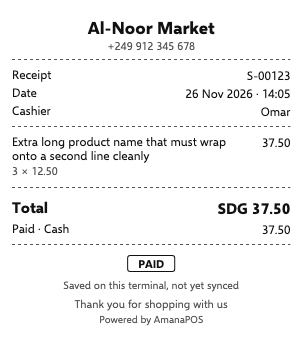 Al-Noor Market
+249 912 345 678
Receipt S-00123
Date 26 Nov 2026 · 14:05
Cashier Omar
Extra long product name that must wrap 37.50
onto a second line cleanly
3 × 12.50
Total SDG 37.50
Paid · Cash 37.50
PAID
Saved on this terminal, not yet synced
Thank you for shopping with us
Powered by AmanaPOS